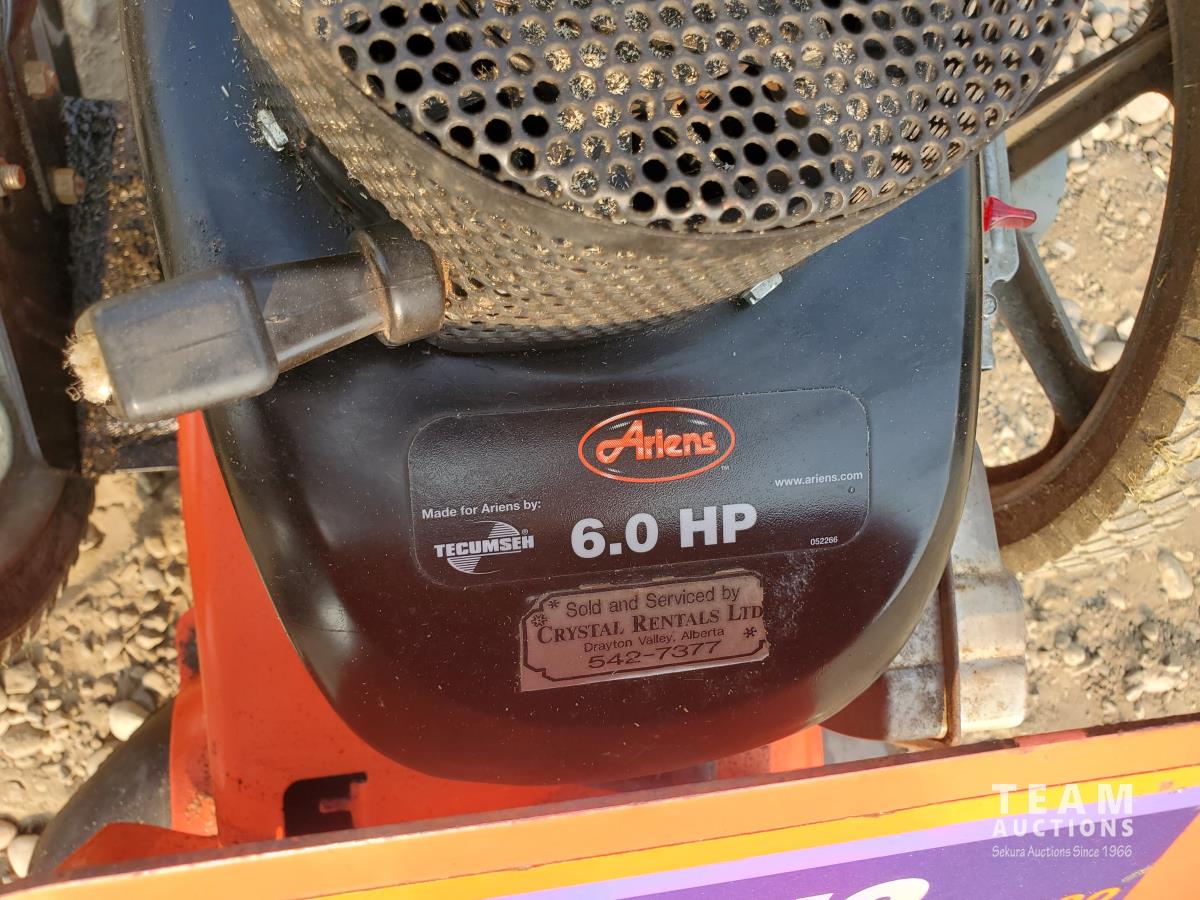 Ariens
TM
www.ariens.com
Made for Ariens by:
TECUMSEH®
6.0 HP
052266
* Sold and Serviced by
* CRYSTAL RENTALS LTD
Drayton Valley, Alberta *
542-7377
TEAM
AUCTIONS
Sekura Auctions Since 1966